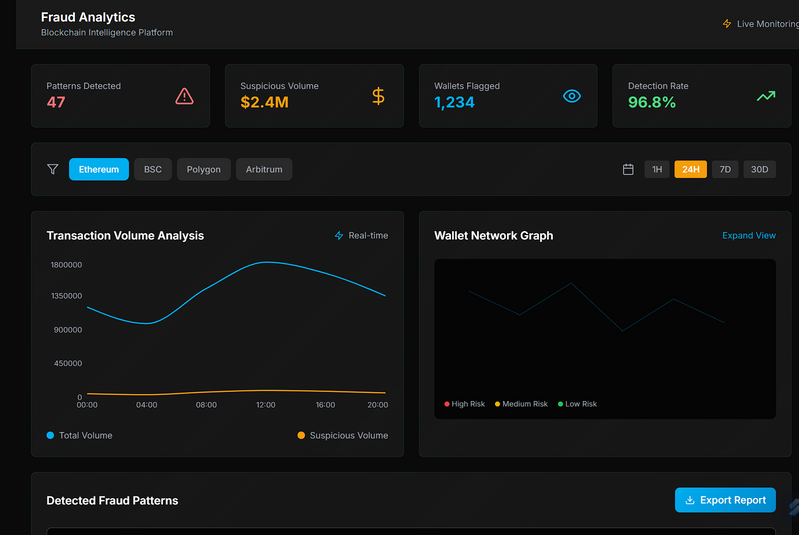 Fraud Analytics
Blockchain Intelligence Platform
Live Monitoring
Patterns Detected
47
Suspicious Volume
$2.4M
Wallets Flagged
1,234
Detection Rate
96.8%
Ethereum BSC Polygon Arbitrum
1H 24H 7D 30D
Transaction Volume Analysis
Real-time
1800000
1350000
900000
450000
0
00:00 04:00 08:00 12:00 16:00 20:00
Total Volume Suspicious Volume
Wallet Network Graph
Expand View
High Risk Medium Risk Low Risk
Detected Fraud Patterns
Export Report